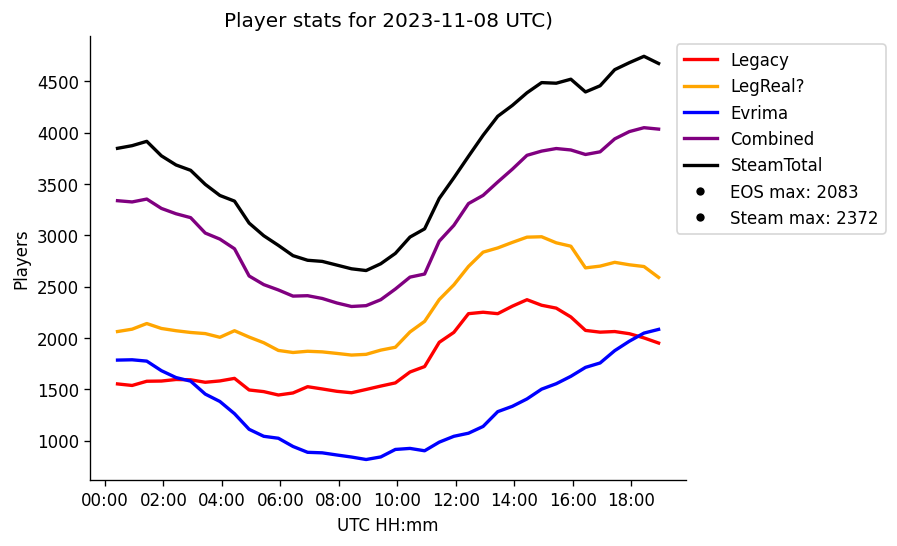 Player stats for 2023-11-08 UTC)
Players
4500
4000
3500
3000
2500
2000
1500
1000
00:00 02:00 04:00 06:00 08:00 10:00 12:00 14:00 16:00 18:00
UTC HH:mm
Legacy
LegReal?
Evrima
Combined
SteamTotal
EOS max: 2083
Steam max: 2372